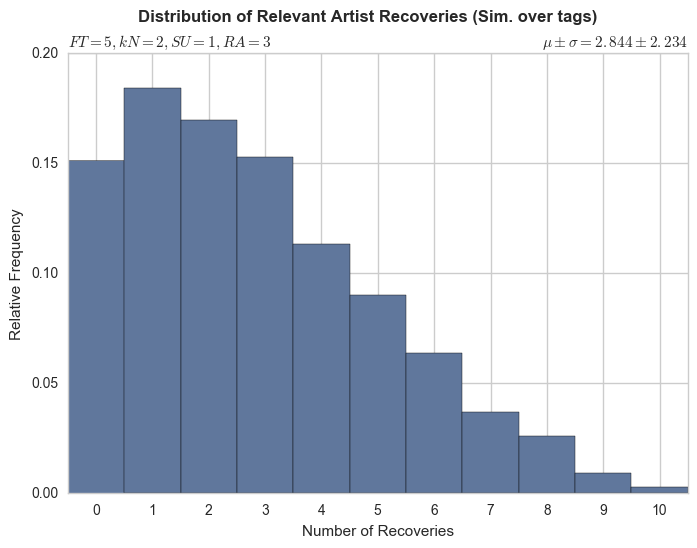 Distribution of Relevant Artist Recoveries (Sim. over tags)
FT = 5, kN = 2, SU = 1, RA = 3
μ ± σ = 2.844 ± 2.234
0.20
0.15
0.10
0.05
0.00
Relative Frequency
0 1 2 3 4 5 6 7 8 9 10
Number of Recoveries